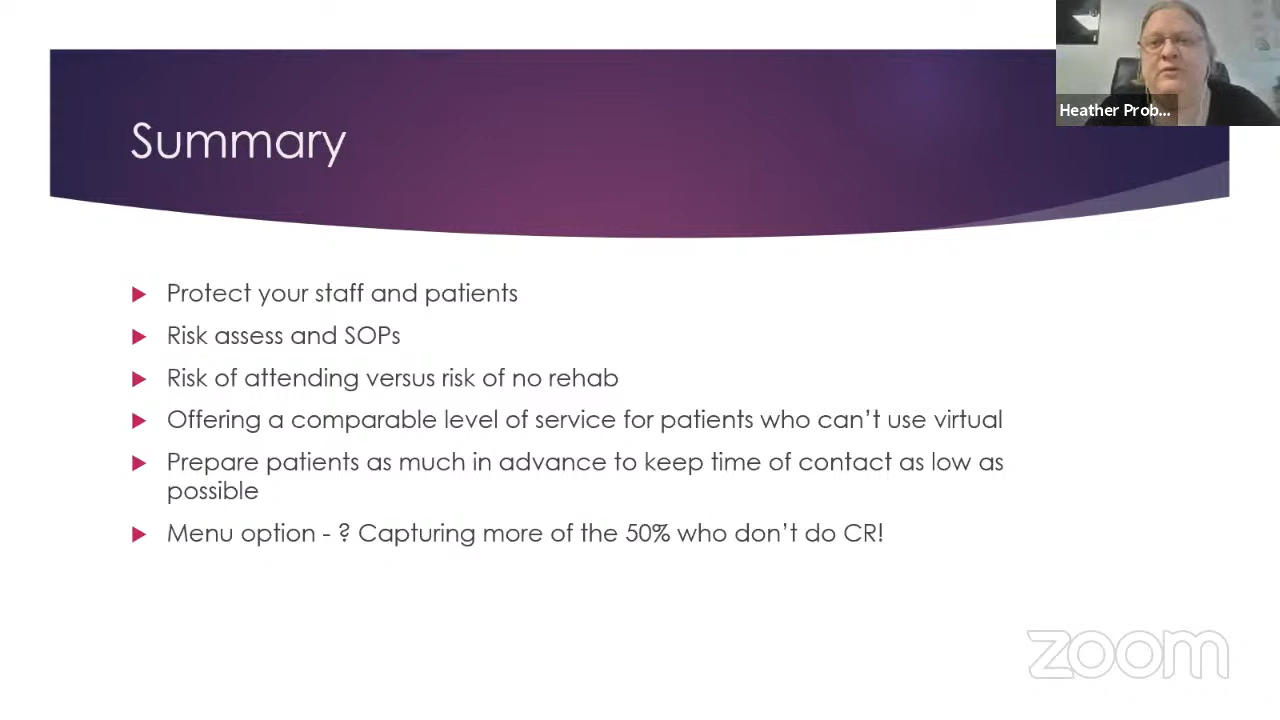 Heather Prob...
Summary
Protect your staff and patients
Risk assess and SOPs
Risk of attending versus risk of no rehab
Offering a comparable level of service for patients who can't use virtual
Prepare patients as much in advance to keep time of contact as low as
possible
Menu option - ? Capturing more of the 50% who don't do CR!
zoom